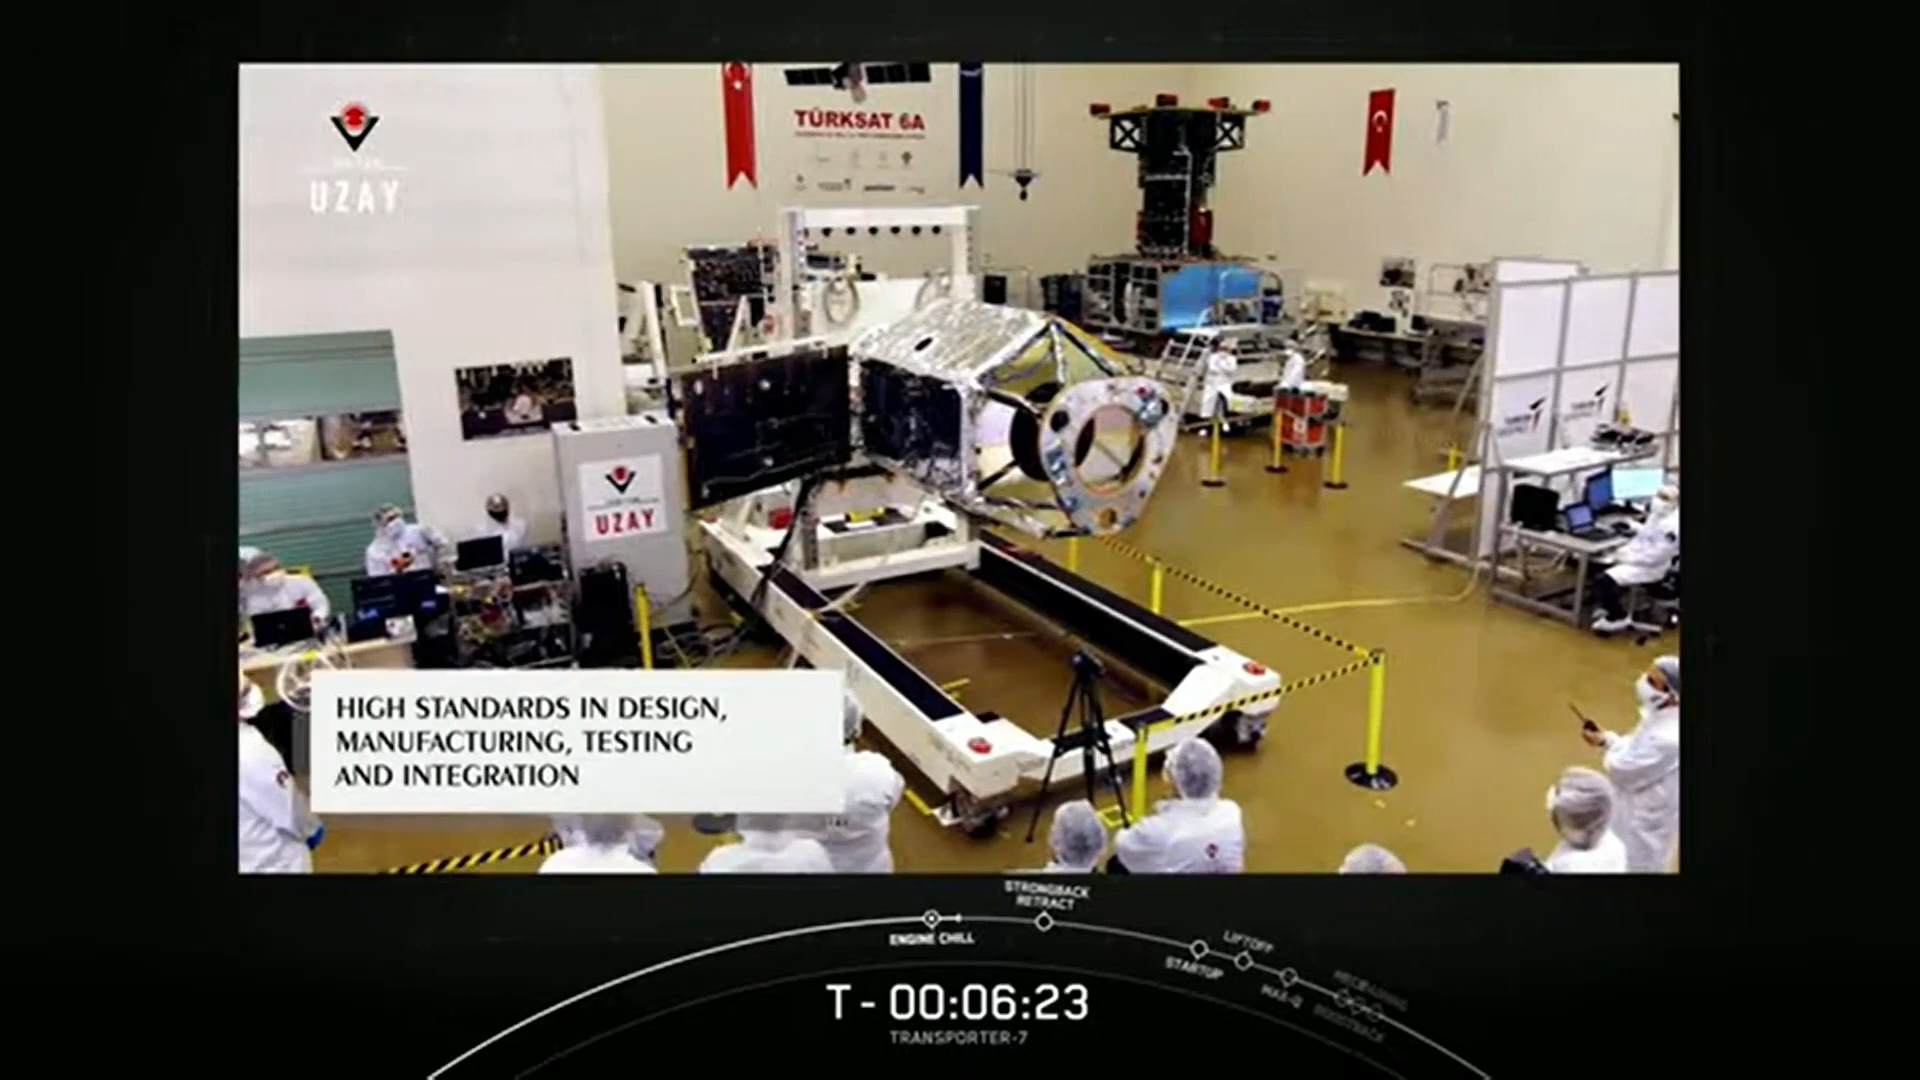 UZAY
TÜRKSAT 6A
UZAY
HIGH STANDARDS IN DESIGN,
MANUFACTURING, TESTING
AND INTEGRATION
STRONGBACK
RETRACT
ENGINE CHILL
LIFTOFF
STARTUP
MAX-Q
T- 00:06:23
TRANSPORTER-7